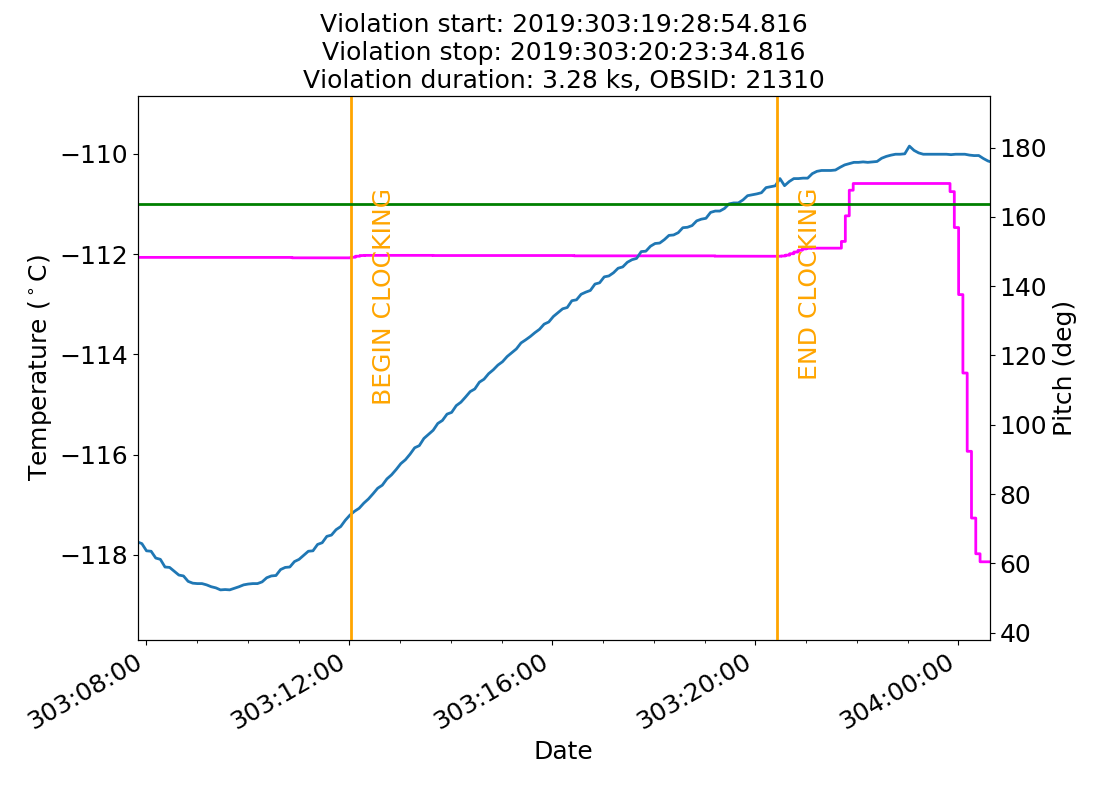 Violation start: 2019:303:19:28:54.816
Violation stop: 2019:303:20:23:34.816
Violation duration: 3.28 ks, OBSID: 21310
−110
−112
−114
−116
−118
Temperature (°C)
BEGIN CLOCKING
END CLOCKING
180
160
140
120
100
80
60
40
Pitch (deg)
303:08:00
303:12:00
303:16:00
303:20:00
304:00:00
Date